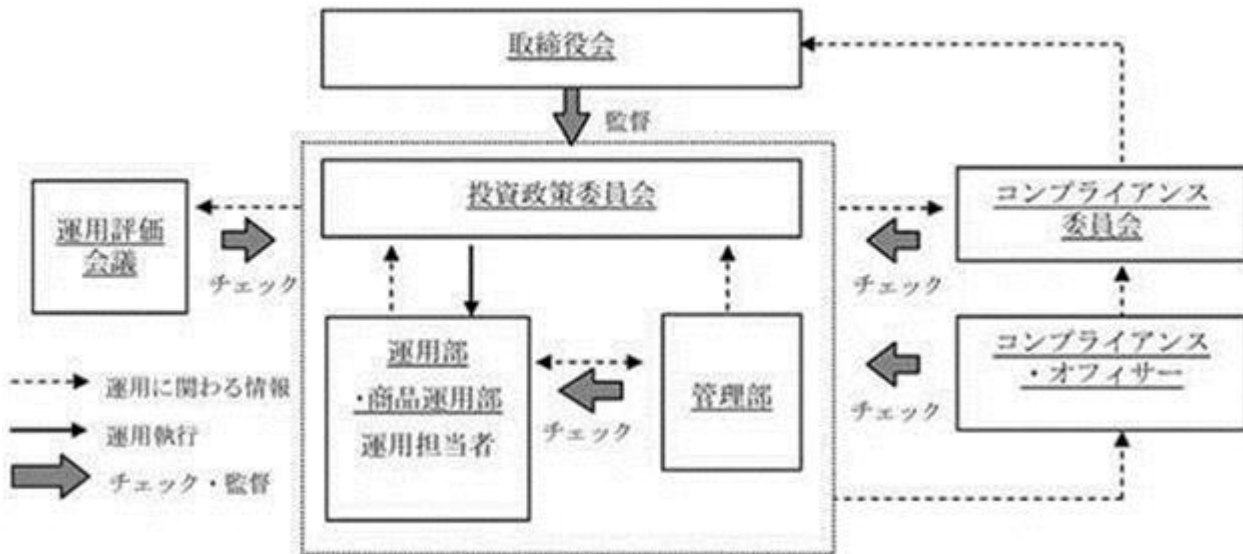 取締役会
監督
投資政策委員会
運用評価
会議
チェック
コンプライアンス
委員会
チェック
運用部
・商品運用部
運用担当者
チェック
管理部
コンプライアンス
・オフィサー
チェック
運用に関わる情報
運用執行
チェック・監督